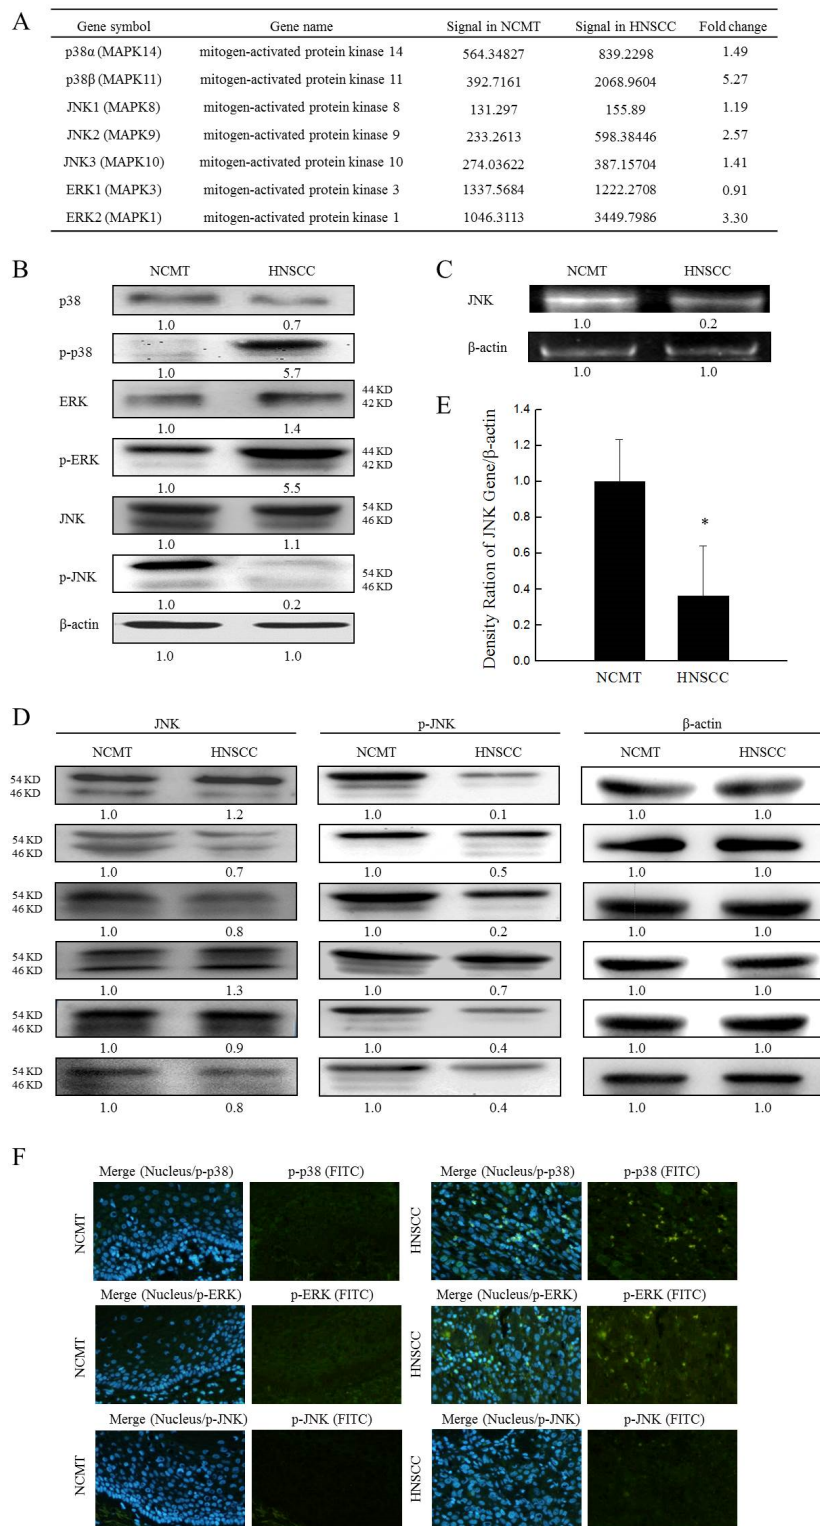 A
Gene symbol Gene name Signal in NCMT Signal in HNSCC Fold change
p38α (MAPK14) mitogen-activated protein kinase 14 564.34827 839.2298 1.49
p38β (MAPK11) mitogen-activated protein kinase 11 392.7161 2068.9604 5.27
JNK1 (MAPK8) mitogen-activated protein kinase 8 131.297 155.89 1.19
JNK2 (MAPK9) mitogen-activated protein kinase 9 233.2613 598.38446 2.57
JNK3 (MAPK10) mitogen-activated protein kinase 10 274.03622 387.15704 1.41
ERK1 (MAPK3) mitogen-activated protein kinase 3 1337.5684 1222.2708 0.91
ERK2 (MAPK1) mitogen-activated protein kinase 1 1046.3113 3449.7986 3.30
B
NCMT HNSCC
p38
1.0 0.7
p-p38
1.0 5.7
ERK 44 KD
42 KD
1.0 1.4
p-ERK 44 KD
42 KD
1.0 5.5
JNK 54 KD
46 KD
1.0 1.1
p-JNK 54 KD
46 KD
1.0 0.2
β-actin
1.0 1.0
C
NCMT HNSCC
JNK
1.0 0.2
β-actin
1.0 1.0
E
Density Ration of JNK Gene/β-actin
1.4
1.2
1.0
0.8
0.6
0.4
0.2
0.0
*
NCMT HNSCC
D
JNK p-JNK β-actin
NCMT HNSCC NCMT HNSCC NCMT HNSCC
54 KD
46 KD
1.0 1.2 1.0 0.1 1.0 1.0
54 KD
46 KD
1.0 0.7 1.0 0.5 1.0 1.0
54 KD
46 KD
1.0 0.8 1.0 0.2 1.0 1.0
54 KD
46 KD
1.0 1.3 1.0 0.7 1.0 1.0
54 KD
46 KD
1.0 0.9 1.0 0.4 1.0 1.0
54 KD
46 KD
1.0 0.8 1.0 0.4 1.0 1.0
F
Merge (Nucleus/p-p38) p-p38 (FITC) Merge (Nucleus/p-p38) p-p38 (FITC)
NCMT HNSCC
Merge (Nucleus/p-ERK) p-ERK (FITC) Merge (Nucleus/p-ERK) p-ERK (FITC)
NCMT HNSCC
Merge (Nucleus/p-JNK) p-JNK (FITC) Merge (Nucleus/p-JNK) p-JNK (FITC)
NCMT HNSCC